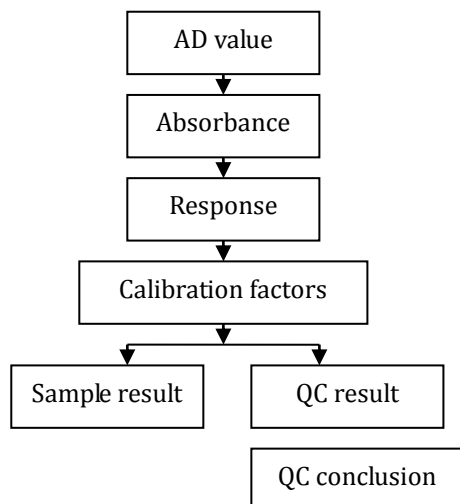 AD value
Absorbance
Response
Calibration factors
Sample result
QC result
QC conclusion